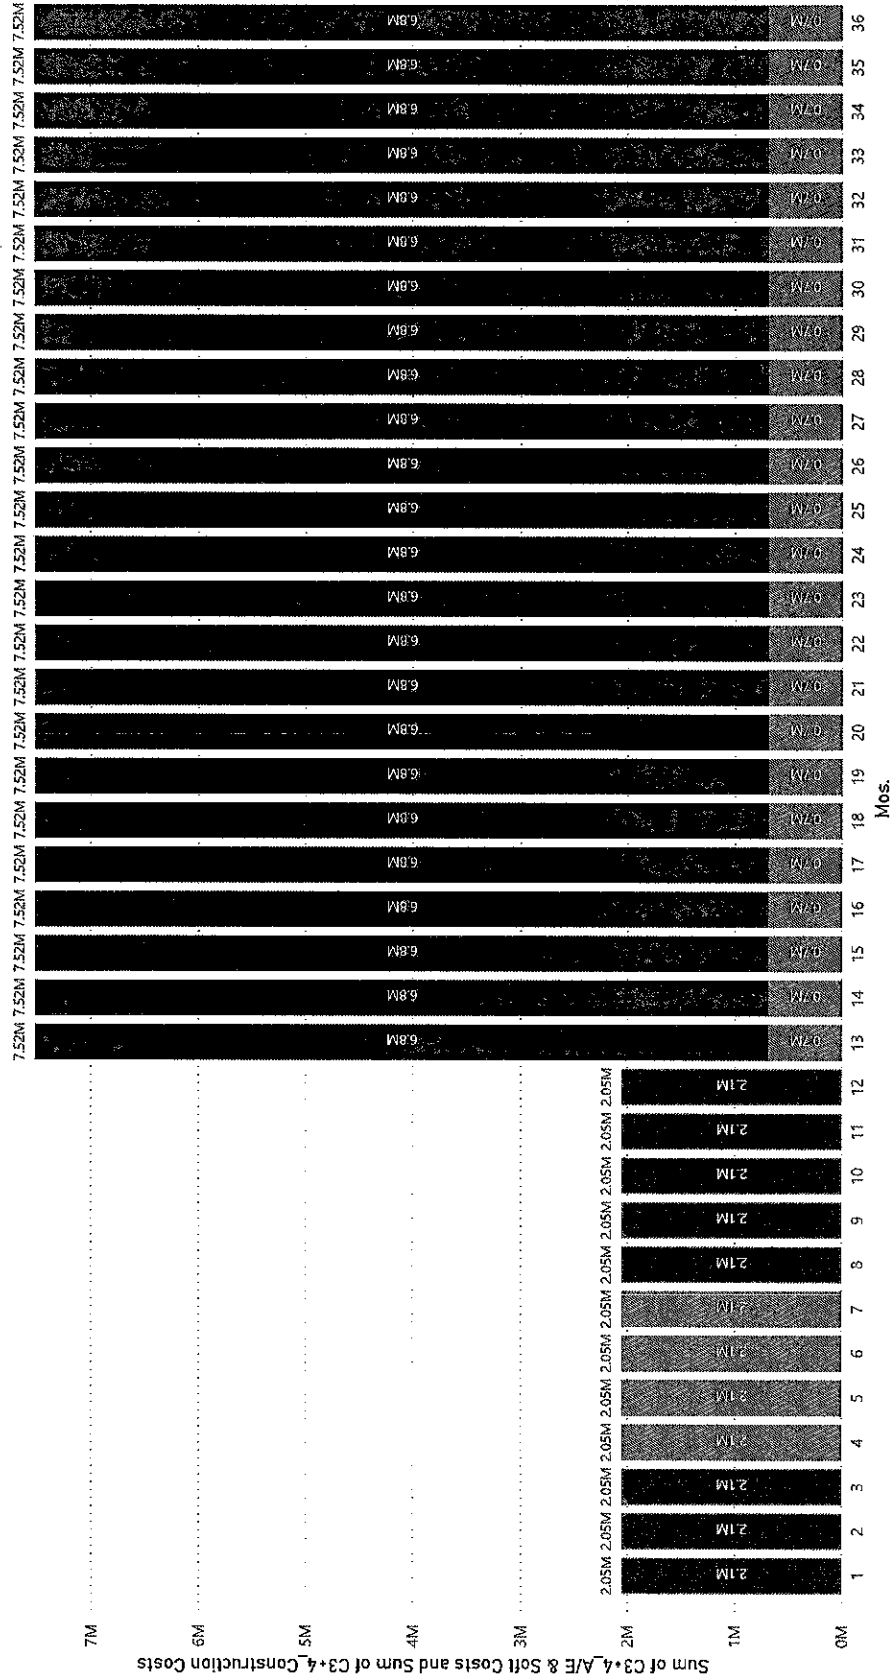 Sum of C3+4_A/E & Soft Costs and Sum of C3+4_Construction Costs
7M
6M
5M
4M
3M
2M
1M
0M
7.52M 7.52M 7.52M 7.52M 7.52M 7.52M 7.52M 7.52M 7.52M 7.52M 7.52M 7.52M 7.52M 7.52M 7.52M 7.52M 7.52M 7.52M 7.52M 7.52M 7.52M 7.52M 7.52M 7.52M
6.8M 6.8M 6.8M 6.8M 6.8M 6.8M 6.8M 6.8M 6.8M 6.8M 6.8M 6.8M 6.8M 6.8M 6.8M 6.8M 6.8M 6.8M 6.8M 6.8M 6.8M 6.8M 6.8M 6.8M
2.05M 2.05M 2.05M 2.05M 2.05M 2.05M 2.05M 2.05M 2.05M 2.05M 2.05M 2.05M
2.1M 2.1M 2.1M 2.1M 2.1M 2.1M 2.1M 2.1M 2.1M 2.1M 2.1M 2.1M
0.7M 0.7M 0.7M 0.7M 0.7M 0.7M 0.7M 0.7M 0.7M 0.7M 0.7M 0.7M 0.7M 0.7M 0.7M 0.7M 0.7M 0.7M 0.7M 0.7M 0.7M 0.7M 0.7M 0.7M
1 2 3 4 5 6 7 8 9 10 11 12 13 14 15 16 17 18 19 20 21 22 23 24 25 26 27 28 29 30 31 32 33 34 35 36
Mos.